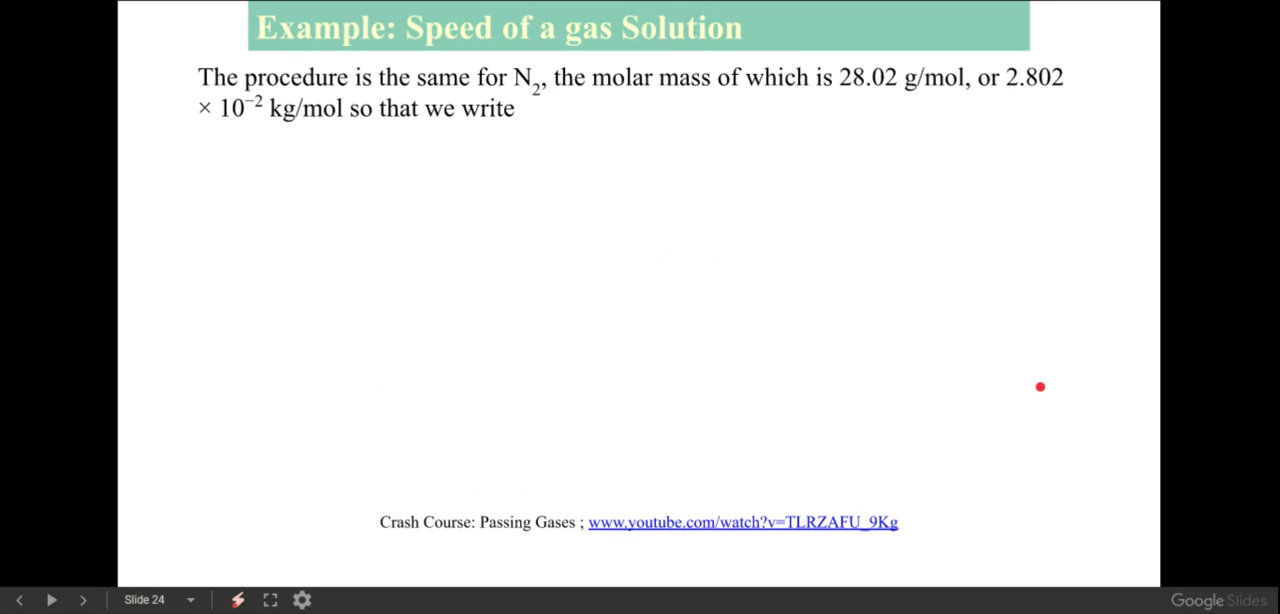 Example: Speed of a gas Solution
The procedure is the same for N₂, the molar mass of which is 28.02 g/mol, or 2.802
× 10⁻² kg/mol so that we write
Crash Course: Passing Gases ; www.youtube.com/watch?v=TLRZAFU_9Kg
Slide 24
Google Slides